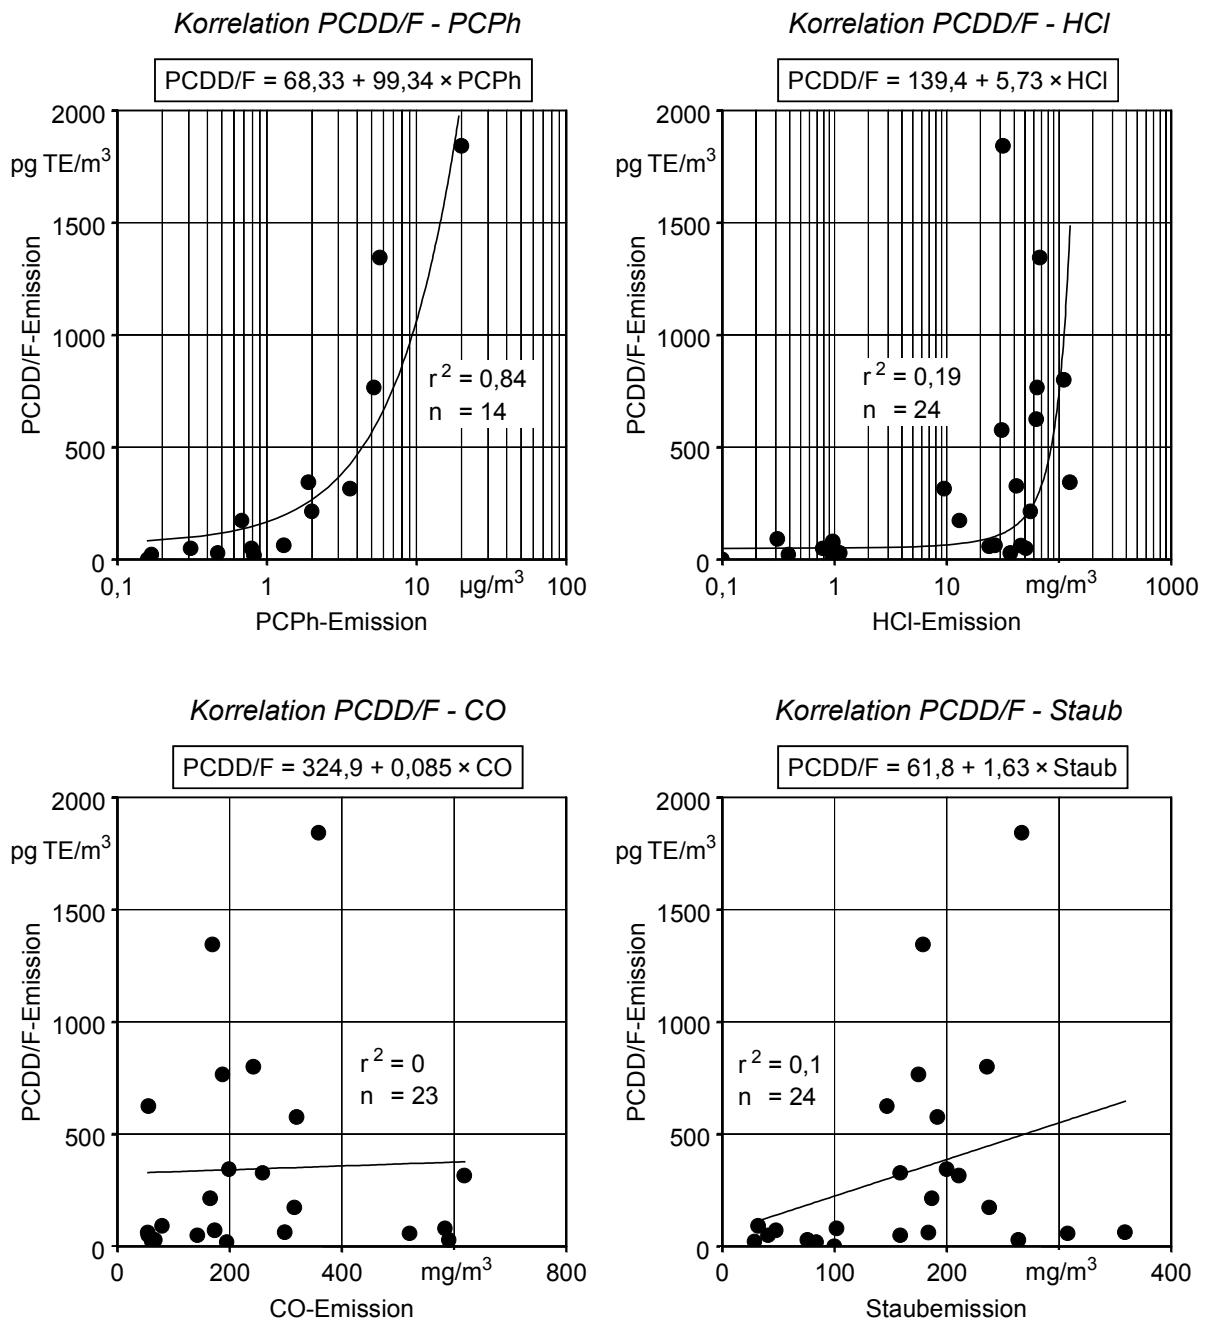 Korrelation PCDD/F - PCPh
PCDD/F = 68,33 + 99,34 × PCPh
2000
pg TE/m³
1500
1000
500
0
PCDD/F-Emission
r² = 0,84
n = 14
0,1
1
10
µg/m³
100
PCPh-Emission
Korrelation PCDD/F - HCl
PCDD/F = 139,4 + 5,73 × HCl
2000
pg TE/m³
1500
1000
500
0
PCDD/F-Emission
r² = 0,19
n = 24
0,1
1
10
mg/m³
1000
HCl-Emission
Korrelation PCDD/F - CO
PCDD/F = 324,9 + 0,085 × CO
2000
pg TE/m³
1500
1000
500
0
PCDD/F-Emission
r² = 0
n = 23
0
200
400
mg/m³
800
CO-Emission
Korrelation PCDD/F - Staub
PCDD/F = 61,8 + 1,63 × Staub
2000
pg TE/m³
1500
1000
500
0
PCDD/F-Emission
r² = 0,1
n = 24
0
100
200
mg/m³
400
Staubemission